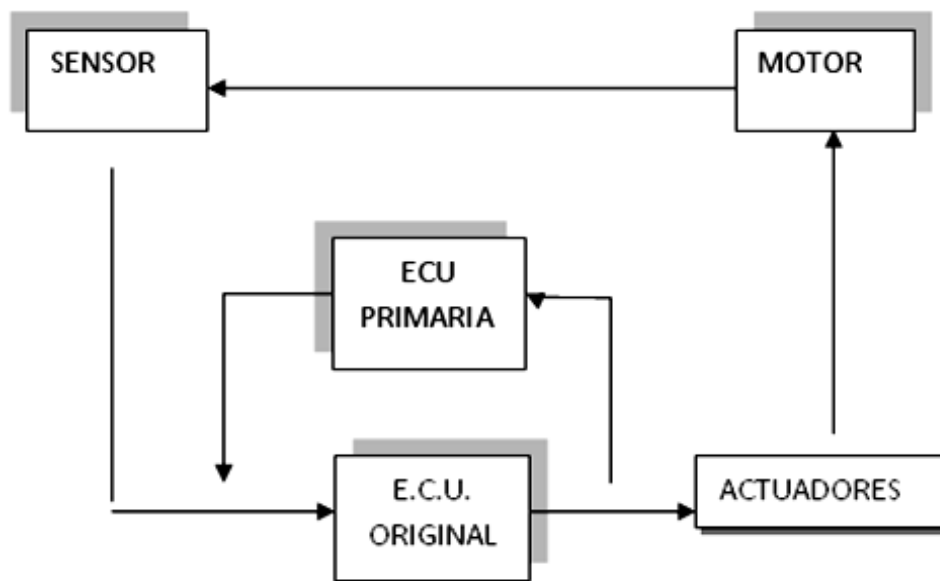 SENSOR
MOTOR
ECU
PRIMARIA
E.C.U.
ORIGINAL
ACTUADORES